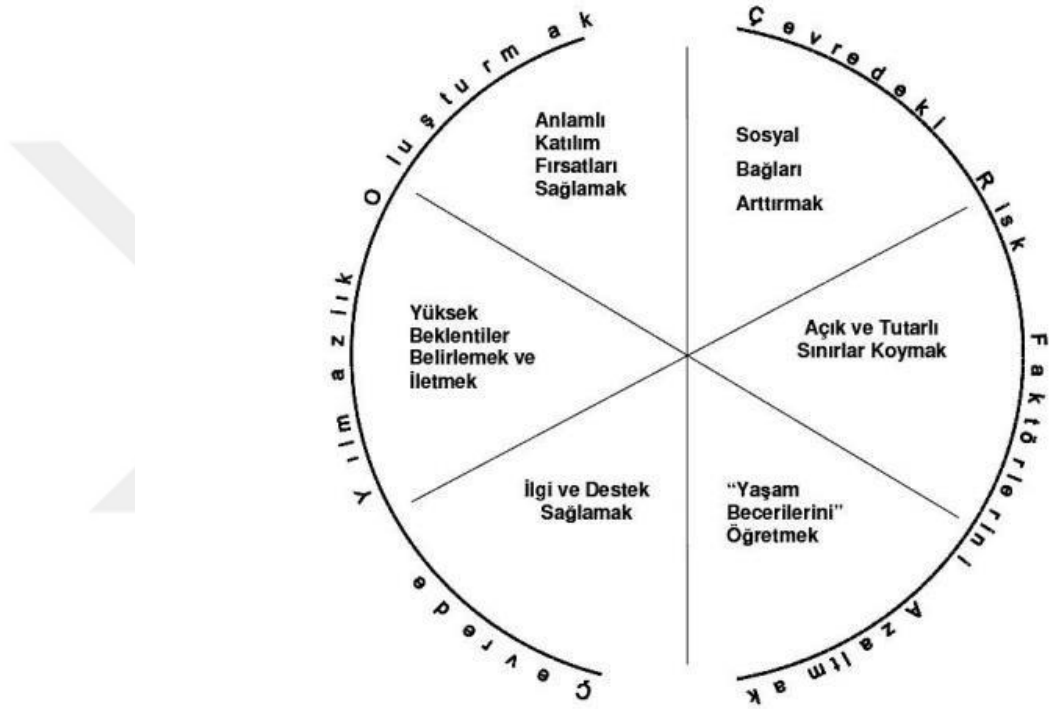 Çevrede Yılmazlık Oluşturmak
Çevredeki Risk Faktörlerini Azaltmak
Anlamlı
Katılım
Fırsatları
Sağlamak
Sosyal
Bağları
Arttırmak
Yüksek
Beklentiler
Belirlemek ve
İletmek
Açık ve Tutarlı
Sınırlar Koymak
İlgi ve Destek
Sağlamak
“Yaşam
Becerilerini”
Öğretmek